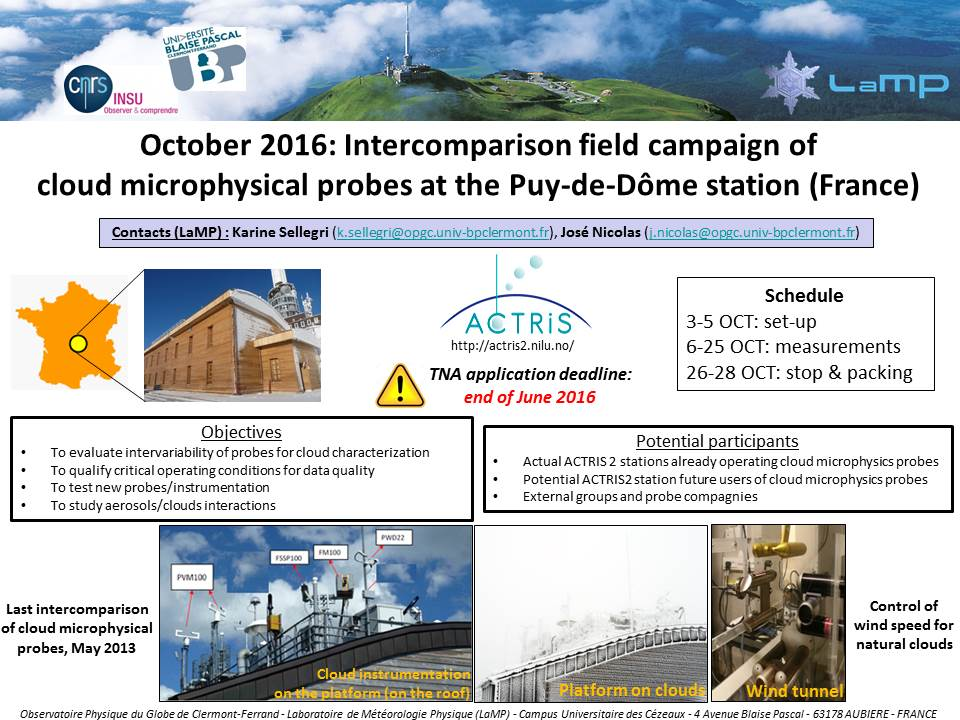 UNIVERSITE
BLAISE PASCAL
CLERMONT-FERRAND
UBP
cnrs
INSU
Observer & comprendre
LaMP
October 2016: Intercomparison field campaign of
cloud microphysical probes at the Puy-de-Dôme station (France)
Contacts (LaMP) : Karine Sellegri (k.sellegri@opgc.univ-bpclermont.fr), José Nicolas (j.nicolas@opgc.univ-bpclermont.fr)
ACTRiS
http://actris2.nilu.no/
TNA application deadline:
end of June 2016
Schedule
3-5 OCT: set-up
6-25 OCT: measurements
26-28 OCT: stop & packing
Objectives
• To evaluate intervariability of probes for cloud characterization
• To qualify critical operating conditions for data quality
• To test new probes/instrumentation
• To study aerosols/clouds interactions
Potential participants
• Actual ACTRIS 2 stations already operating cloud microphysics probes
• Potential ACTRIS2 station future users of cloud microphysics probes
• External groups and probe compagnies
Last intercomparison
of cloud microphysical
probes, May 2013
PVM100
FSSP100
FM100
PWD22
Cloud instrumentation
on the platform (on the roof)
Platform on clouds
Wind tunnel
Control of
wind speed for
natural clouds
Observatoire Physique du Globe de Clermont-Ferrand - Laboratoire de Météorologie Physique (LaMP) - Campus Universitaire des Cézeaux - 4 Avenue Blaise Pascal - 63178 AUBIERE - FRANCE